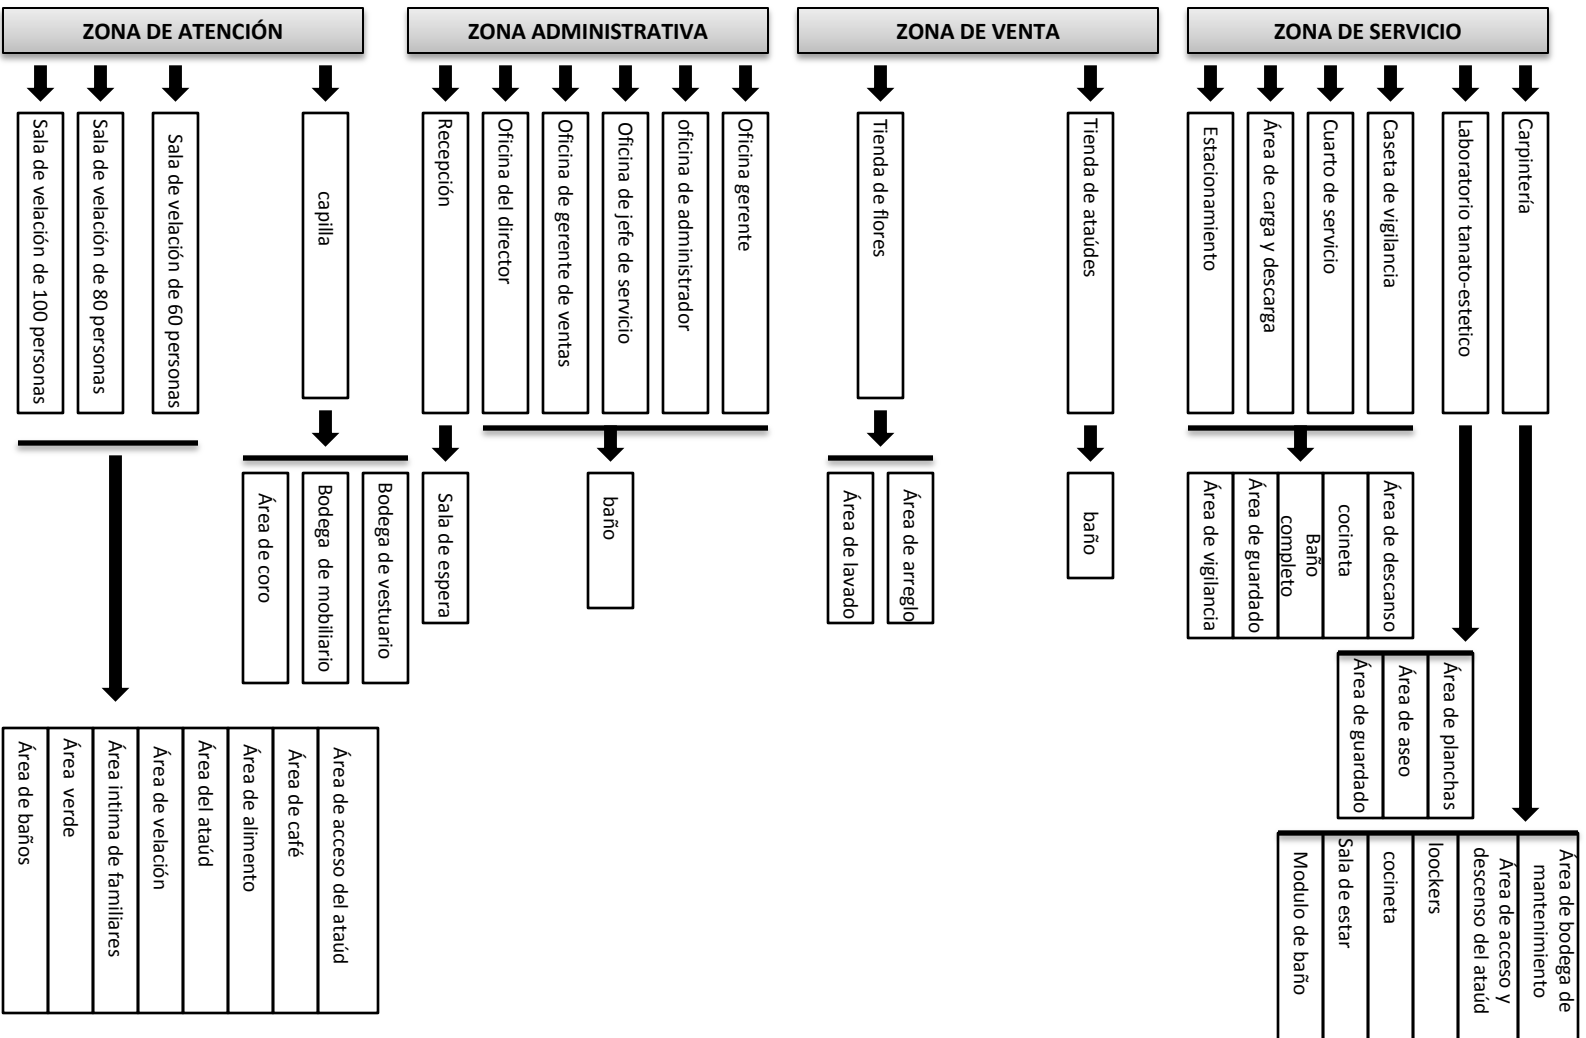 ZONA DE ATENCIÓN
ZONA ADMINISTRATIVA
ZONA DE VENTA
ZONA DE SERVICIO
Sala de velación de 100 personas
Sala de velación de 80 personas
Sala de velación de 60 personas
capilla
Recepción
Oficina del director
Oficina de gerente de ventas
Oficina de jefe de servicio
oficina de administrador
Oficina gerente
Tienda de flores
Tienda de ataúdes
Estacionamiento
Área de carga y descarga
Cuarto de servicio
Caseta de vigilancia
Laboratorio tanato-estetico
Carpintería
Área de coro
Bodega de mobiliario
Bodega de vestuario
Sala de espera
baño
Área de lavado
Área de arreglo
baño
Área de vigilancia
Área de guardado
Baño
completo
cocineta
Área de descanso
Área de guardado
Área de aseo
Área de planchas
Área de baños
Área verde
Área intima de familiares
Área de velación
Área del ataúd
Área de alimento
Área de café
Área de acceso del ataúd
Modulo de baño
Sala de estar
cocineta
loockers
Área de acceso y
descenso del ataúd
Área de bodega de
mantenimiento